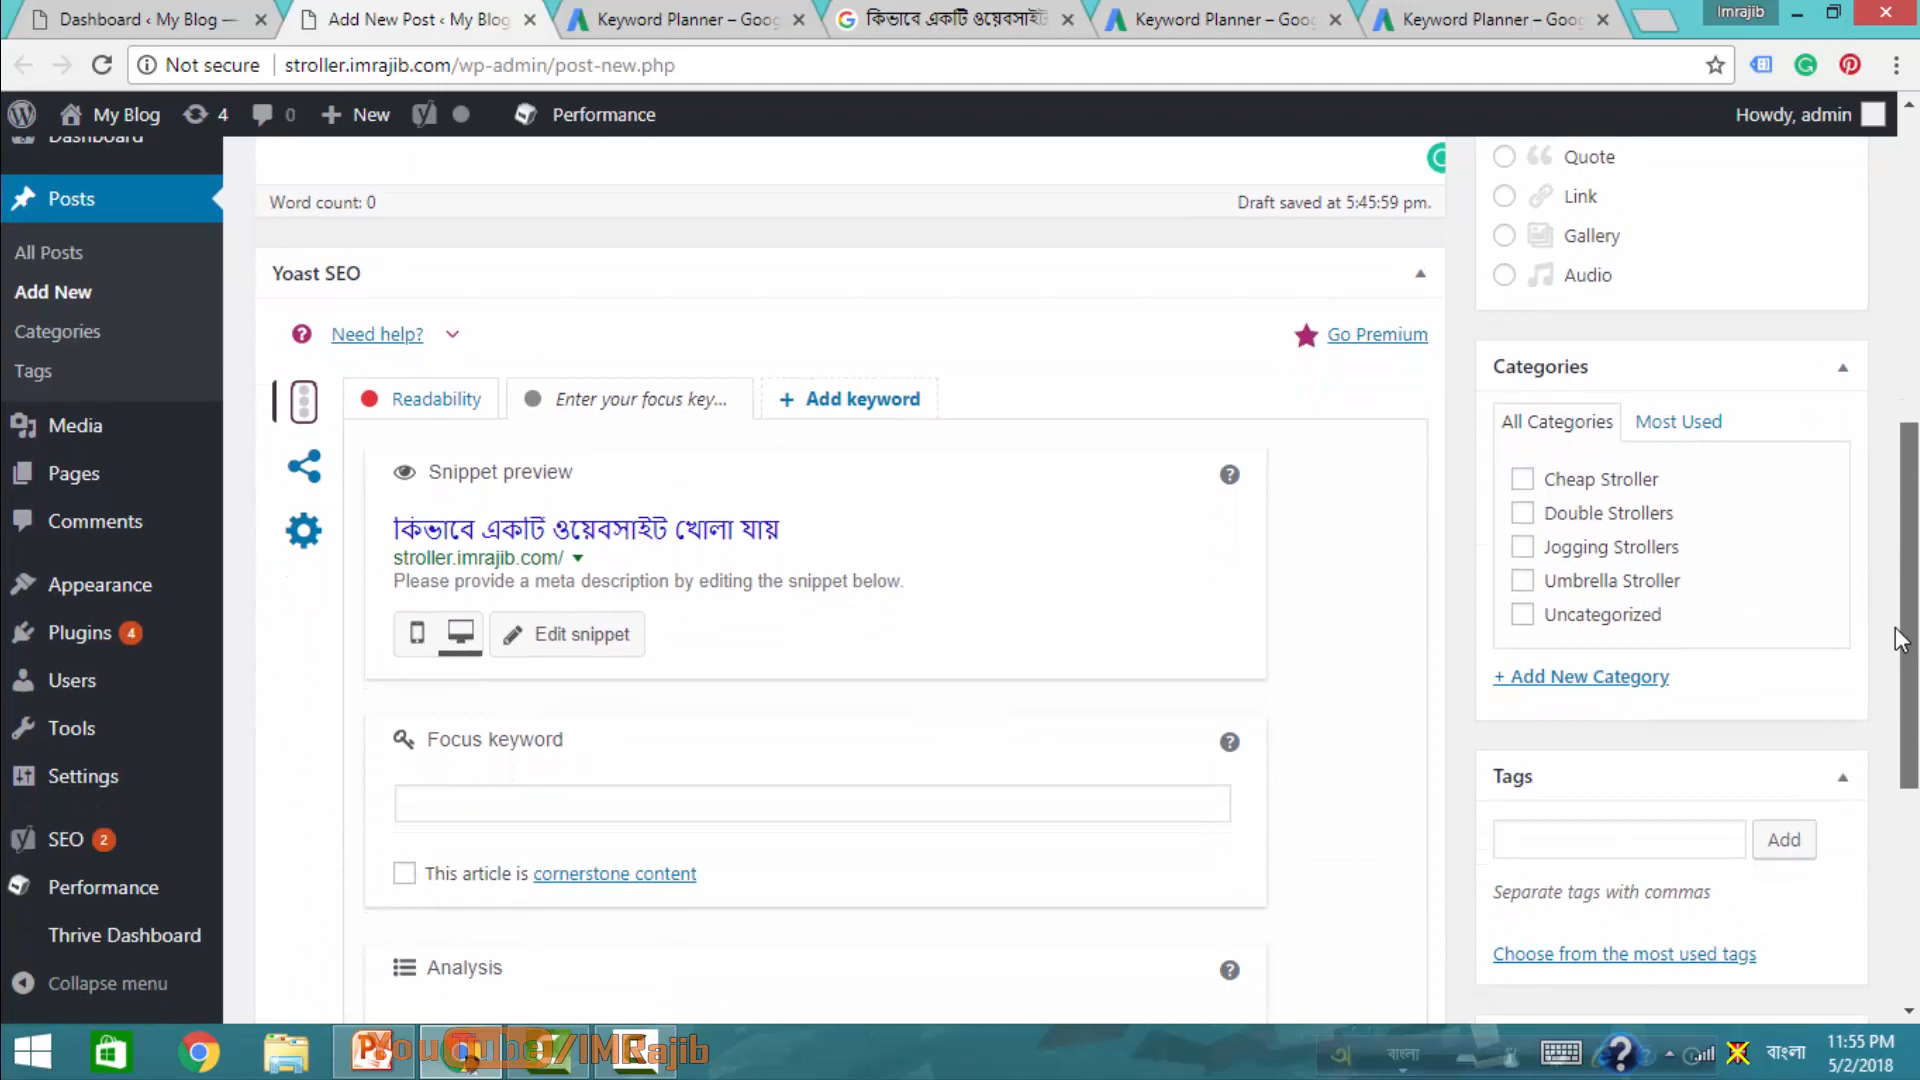 Dashboard ‹ My Blog —
Add New Post ‹ My Blog
Keyword Planner – Goog
কিভাবে একটি ওয়েবসাইট
Keyword Planner – Goog
Keyword Planner – Goog
Imrajib
Not secure
stroller.imrajib.com/wp-admin/post-new.php
My Blog
4
0
New
Performance
Howdy, admin
Dashboard
Posts
All Posts
Add New
Categories
Tags
Media
Pages
Comments
Appearance
Plugins 4
Users
Tools
Settings
SEO 2
Performance
Thrive Dashboard
Collapse menu
Word count: 0
Draft saved at 5:45:59 pm.
Yoast SEO
Need help?
Go Premium
Readability
Enter your focus key...
+ Add keyword
Snippet preview
কিভাবে একটি ওয়েবসাইট খোলা যায়
stroller.imrajib.com/
Please provide a meta description by editing the snippet below.
Edit snippet
Focus keyword
This article is cornerstone content
Analysis
Quote
Link
Gallery
Audio
Categories
All Categories
Most Used
Cheap Stroller
Double Strollers
Jogging Strollers
Umbrella Stroller
Uncategorized
+ Add New Category
Tags
Add
Separate tags with commas
Choose from the most used tags
YouTube/IMRajib
বাংলা
বাংলা
11:55 PM
5/2/2018